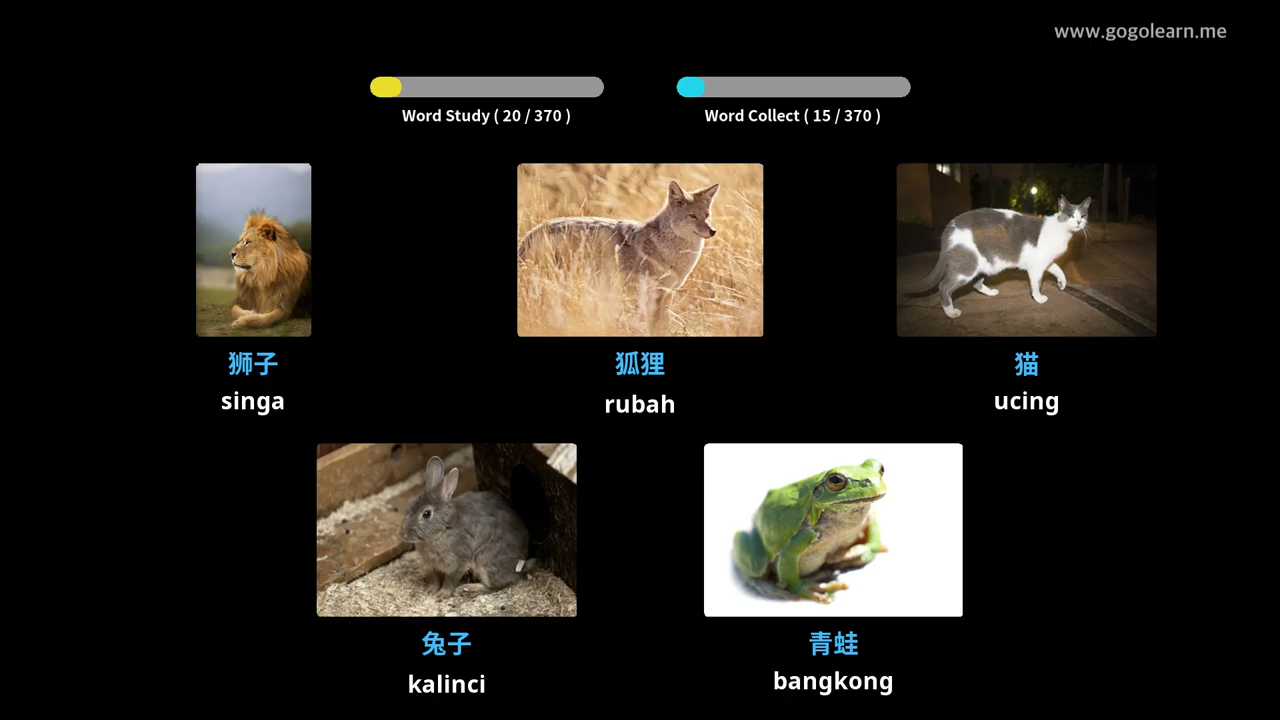 www.gogolearn.me
Word Study ( 20 / 370 )
Word Collect ( 15 / 370 )
狮子
singa
狐狸
rubah
猫
ucing
兔子
kalinci
青蛙
bangkong